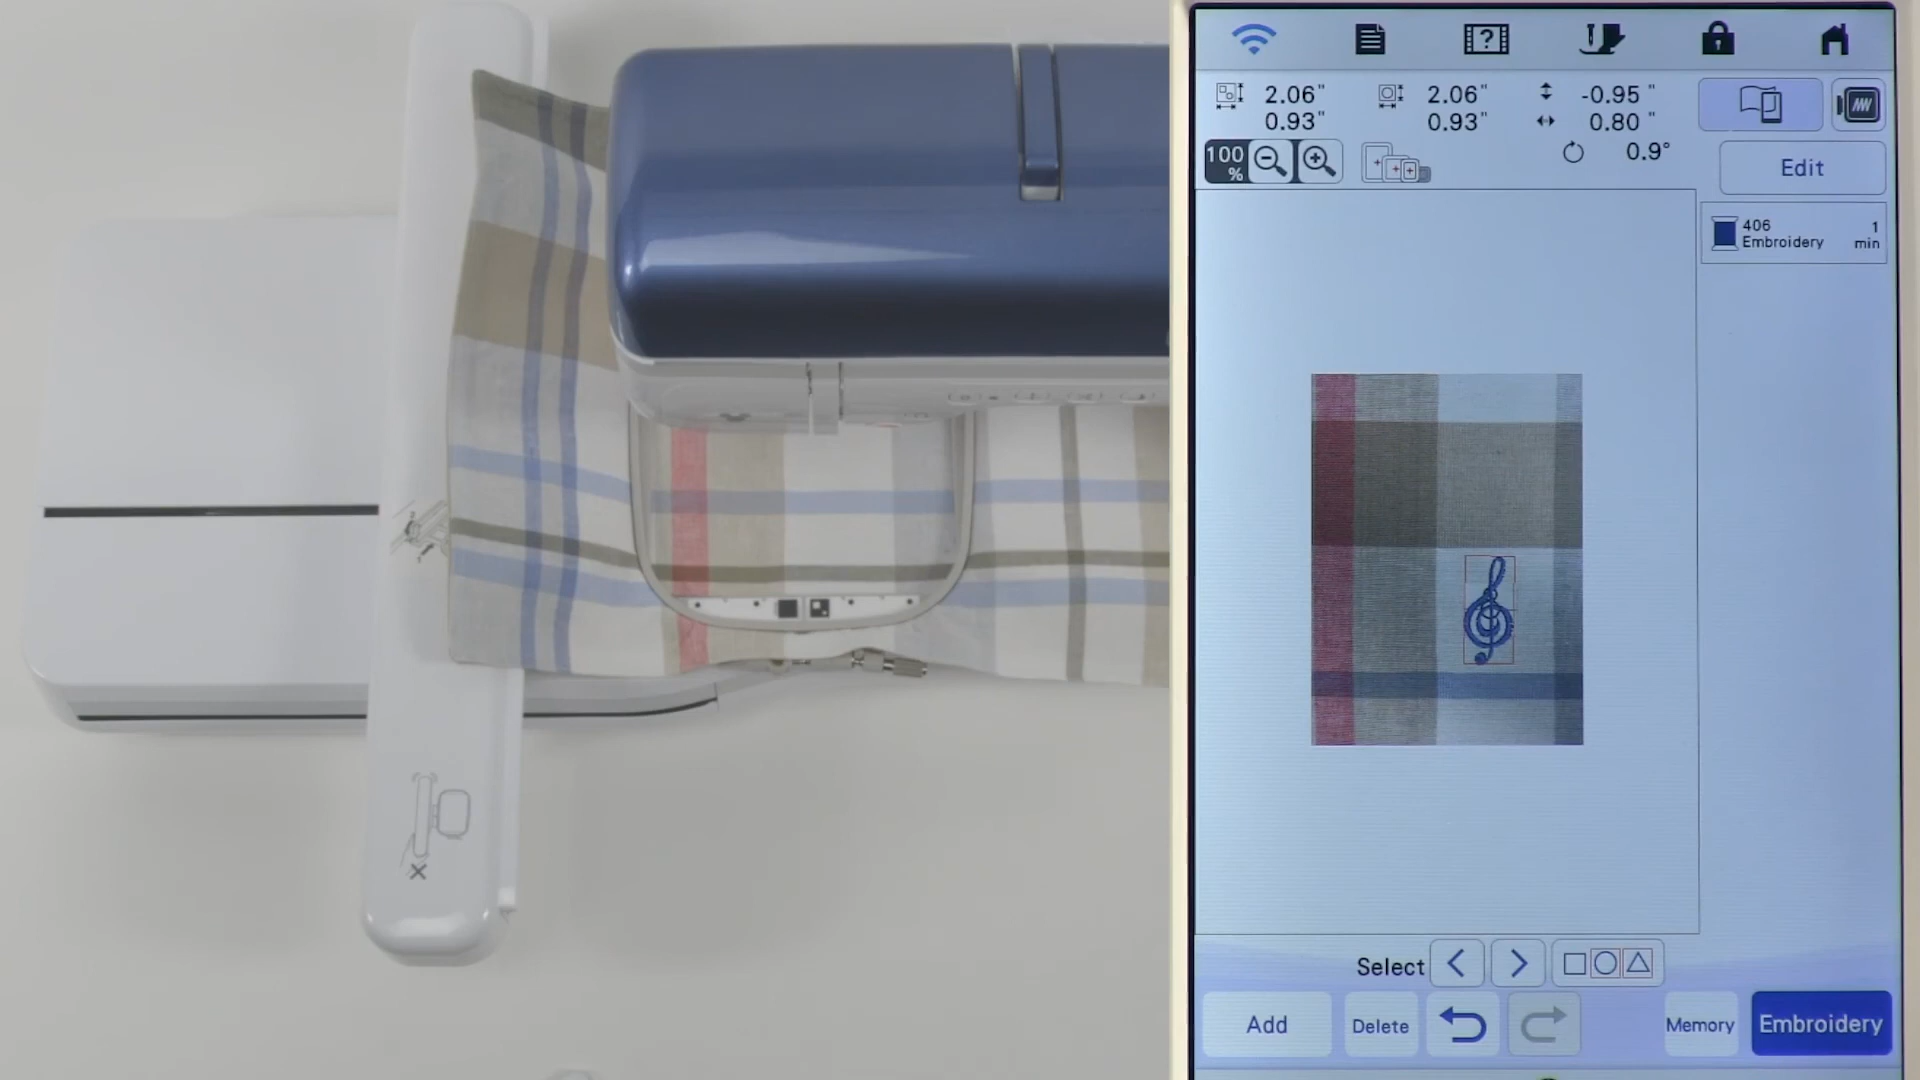 2.06" 2.06" -0.95 "
0.93" 0.93" 0.80 "
100 %
0.9°
Edit
406 1
Embroidery min
Select
Add Delete Memory Embroidery